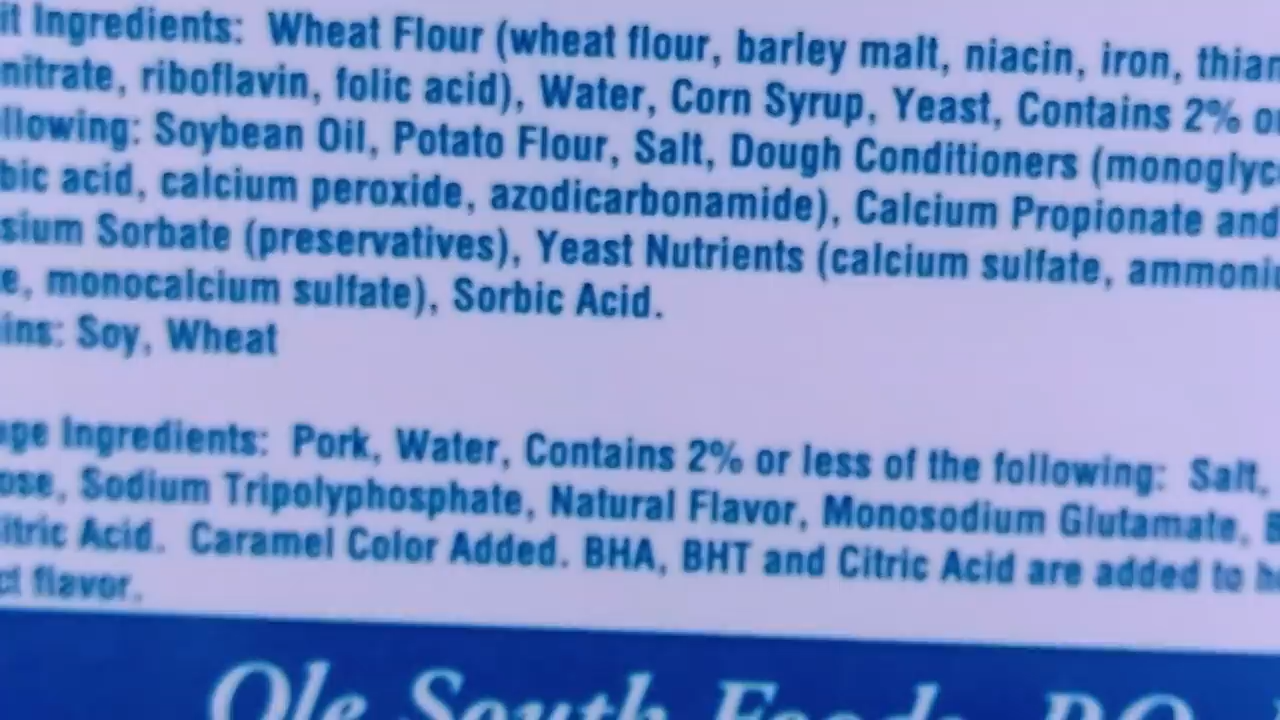 it Ingredients: Wheat Flour (wheat flour, barley malt, niacin, iron, thiar
nitrate, riboflavin, folic acid), Water, Corn Syrup, Yeast, Contains 2% o
llowing: Soybean Oil, Potato Flour, Salt, Dough Conditioners (monoglyc
bic acid, calcium peroxide, azodicarbonamide), Calcium Propionate and
sium Sorbate (preservatives), Yeast Nutrients (calcium sulfate, ammoni
e, monocalcium sulfate), Sorbic Acid.
ins: Soy, Wheat
age Ingredients: Pork, Water, Contains 2% or less of the following: Salt,
ose, Sodium Tripolyphosphate, Natural Flavor, Monosodium Glutamate, B
itric Acid. Caramel Color Added. BHA, BHT and Citric Acid are added to h
ct flavor.
Ole South Foods, P.O.